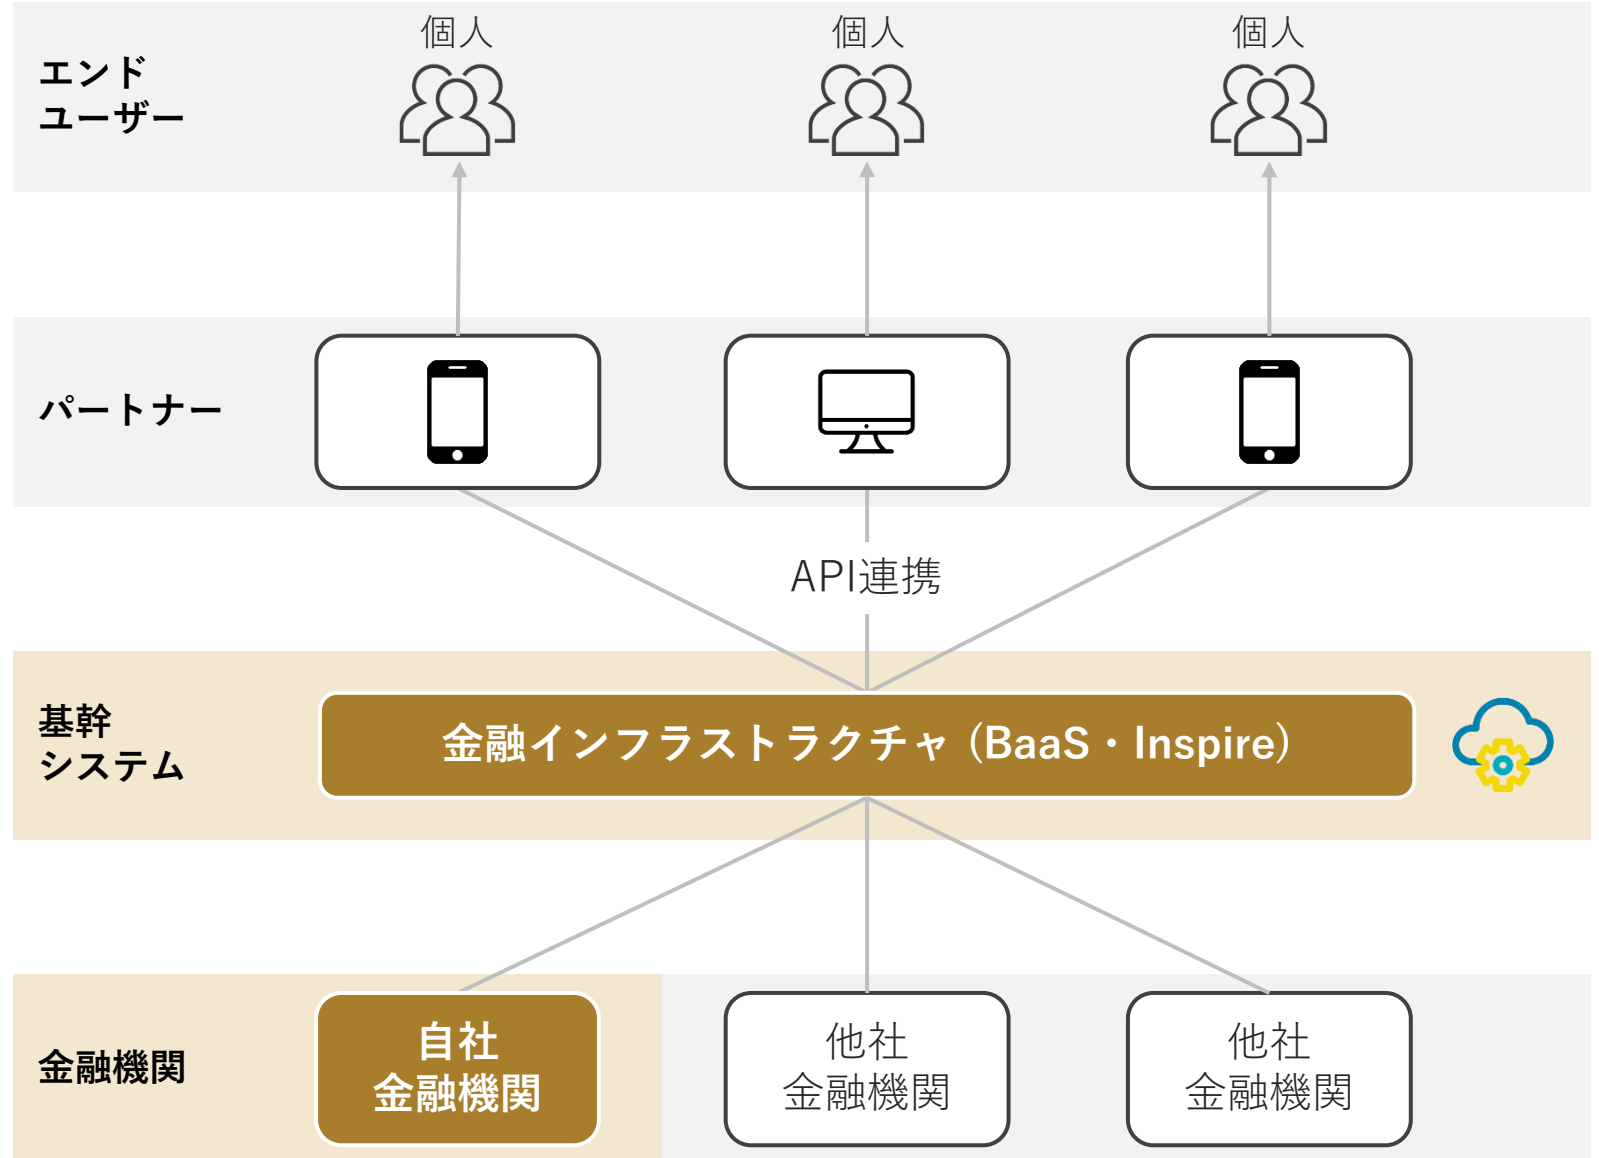 個人
個人
個人
エンド
ユーザー
パートナー
API連携
基幹
システム
金融インフラストラクチャ (BaaS・Inspire)
金融機関
自社
金融機関
他社
金融機関
他社
金融機関